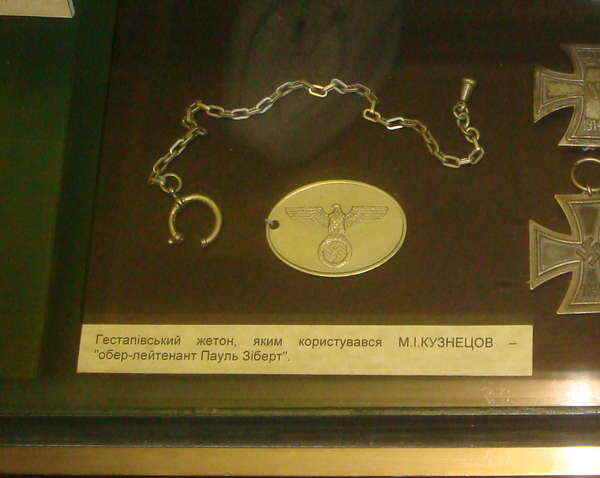 Гестапівський жетон, яким користувався М.І.КУЗНЕЦОВ –
"обер-лейтенант Пауль Зіберт".